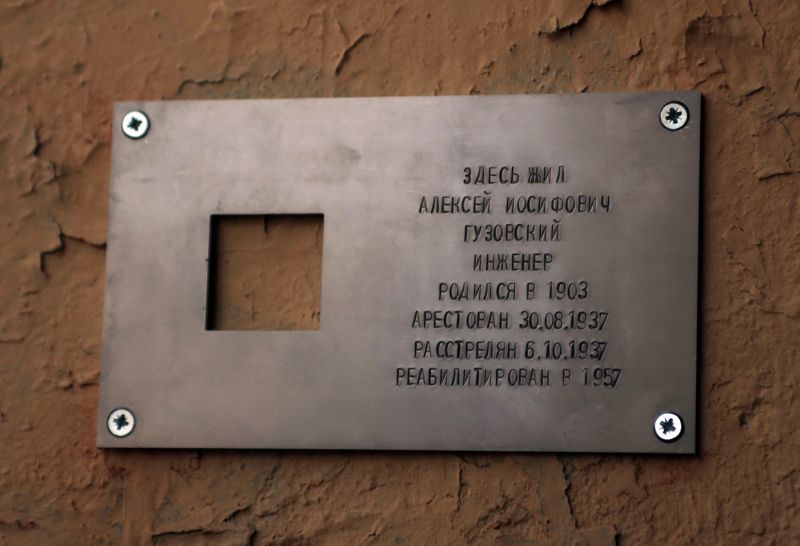 ЗДЕСЬ ЖИЛ
АЛЕКСЕЙ ИОСИФОВИЧ
ГУЗОВСКИЙ
ИНЖЕНЕР
РОДИЛСЯ В 1903
АРЕСТОВАН 30.08.1937
РАССТРЕЛЯН 6.10.1937
РЕАБИЛИТИРОВАН В 1957